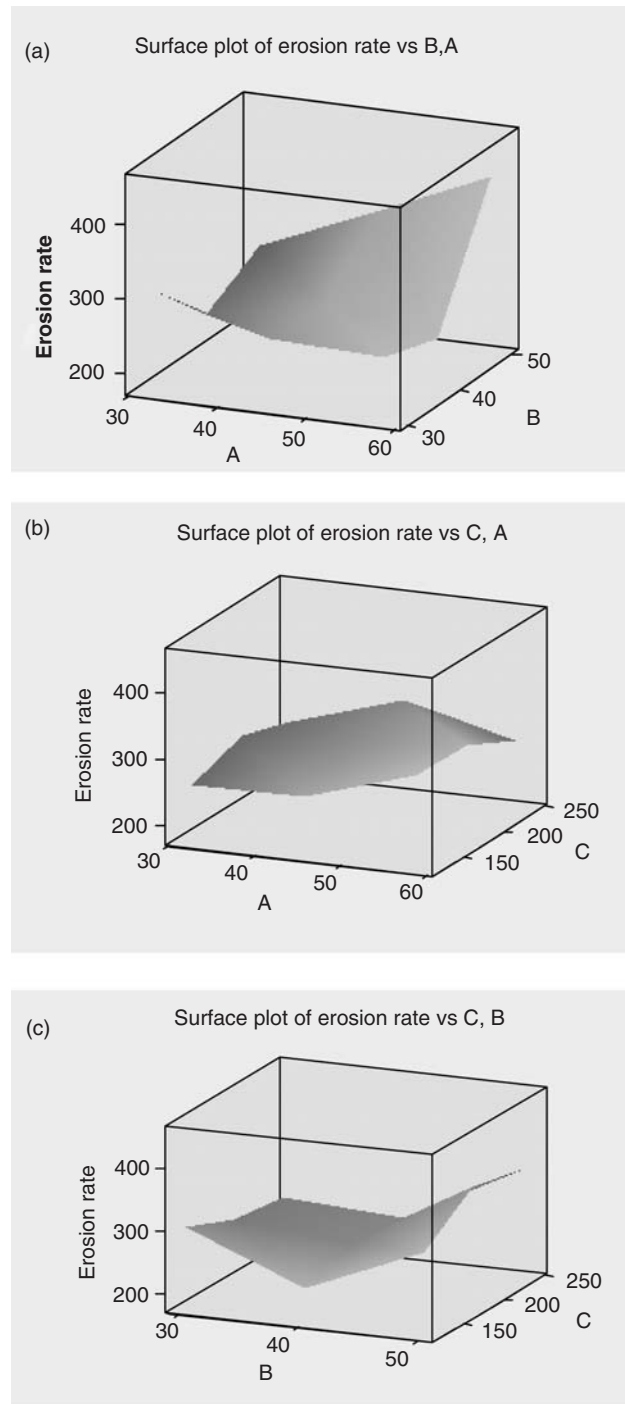 (a)
Surface plot of erosion rate vs B,A
Erosion rate
400
300
200
30
40
50
60
A
30
40
50
B
(b)
Surface plot of erosion rate vs C, A
Erosion rate
400
300
200
30
40
50
60
A
150
200
250
C
(c)
Surface plot of erosion rate vs C, B
Erosion rate
400
300
200
30
40
50
B
150
200
250
C